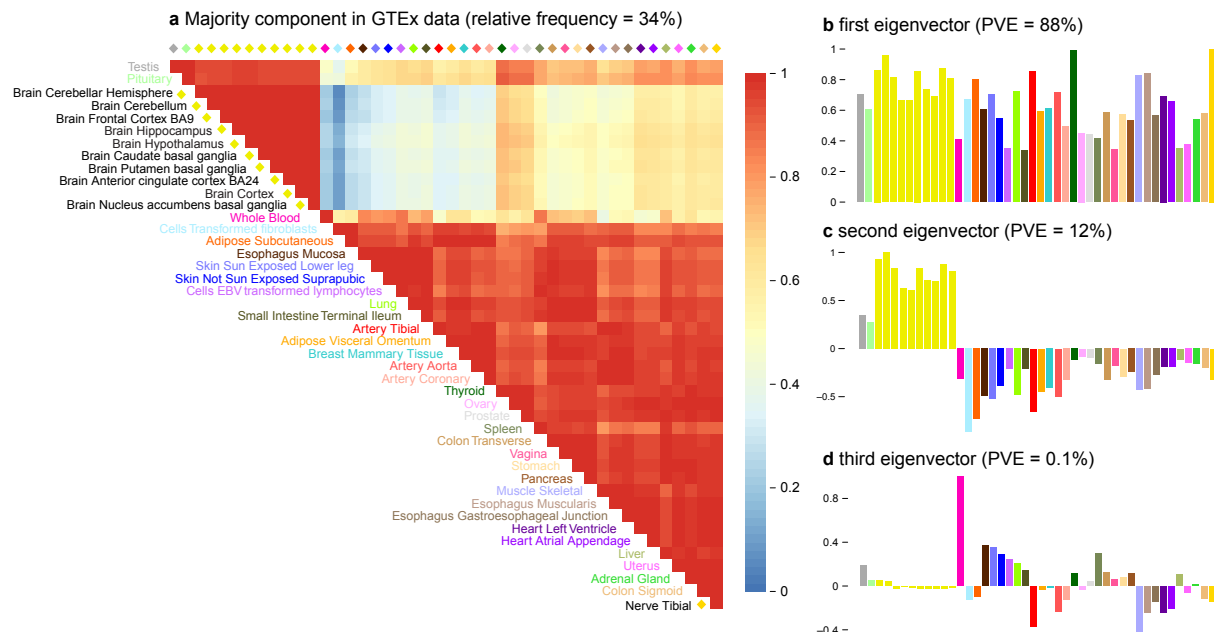 a Majority component in GTEx data (relative frequency = 34%)
Testis
Pituitary
Brain Cerebellar Hemisphere
Brain Cerebellum
Brain Frontal Cortex BA9
Brain Hippocampus
Brain Hypothalamus
Brain Caudate basal ganglia
Brain Putamen basal ganglia
Brain Anterior cingulate cortex BA24
Brain Cortex
Brain Nucleus accumbens basal ganglia
Whole Blood
Cells Transformed fibroblasts
Adipose Subcutaneous
Esophagus Mucosa
Skin Sun Exposed Lower leg
Skin Not Sun Exposed Suprapubic
Cells EBV transformed lymphocytes
Lung
Small Intestine Terminal Ileum
Artery Tibial
Adipose Visceral Omentum
Breast Mammary Tissue
Artery Aorta
Artery Coronary
Thyroid
Ovary
Prostate
Spleen
Colon Transverse
Vagina
Stomach
Pancreas
Muscle Skeletal
Esophagus Muscularis
Esophagus Gastroesophageal Junction
Heart Left Ventricle
Heart Atrial Appendage
Liver
Uterus
Adrenal Gland
Colon Sigmoid
Nerve Tibial
1
0.8
0.6
0.4
0.2
0
b first eigenvector (PVE = 88%)
1
0.8
0.6
0.4
0.2
0
c second eigenvector (PVE = 12%)
1
0.5
0
−0.5
d third eigenvector (PVE = 0.1%)
0.8
0.4
0
−0.4